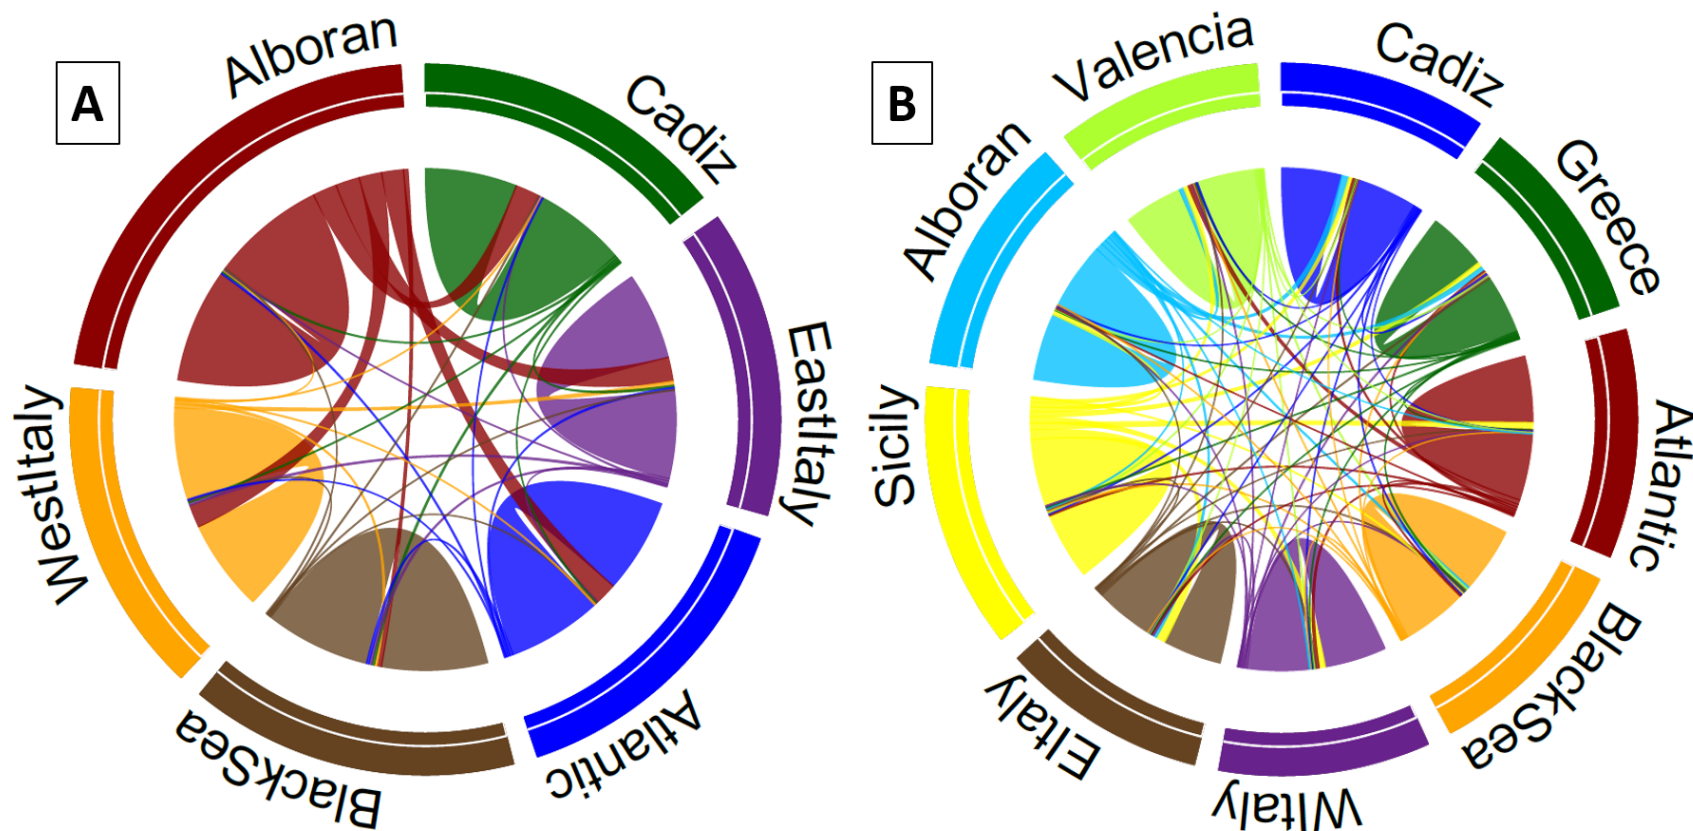 A
Alboran
Cadiz
EastItaly
Atlantic
BlackSea
WestItaly
B
Valencia
Cadiz
Greece
Atlantic
BlackSea
WItaly
EItaly
Sicily
Alboran